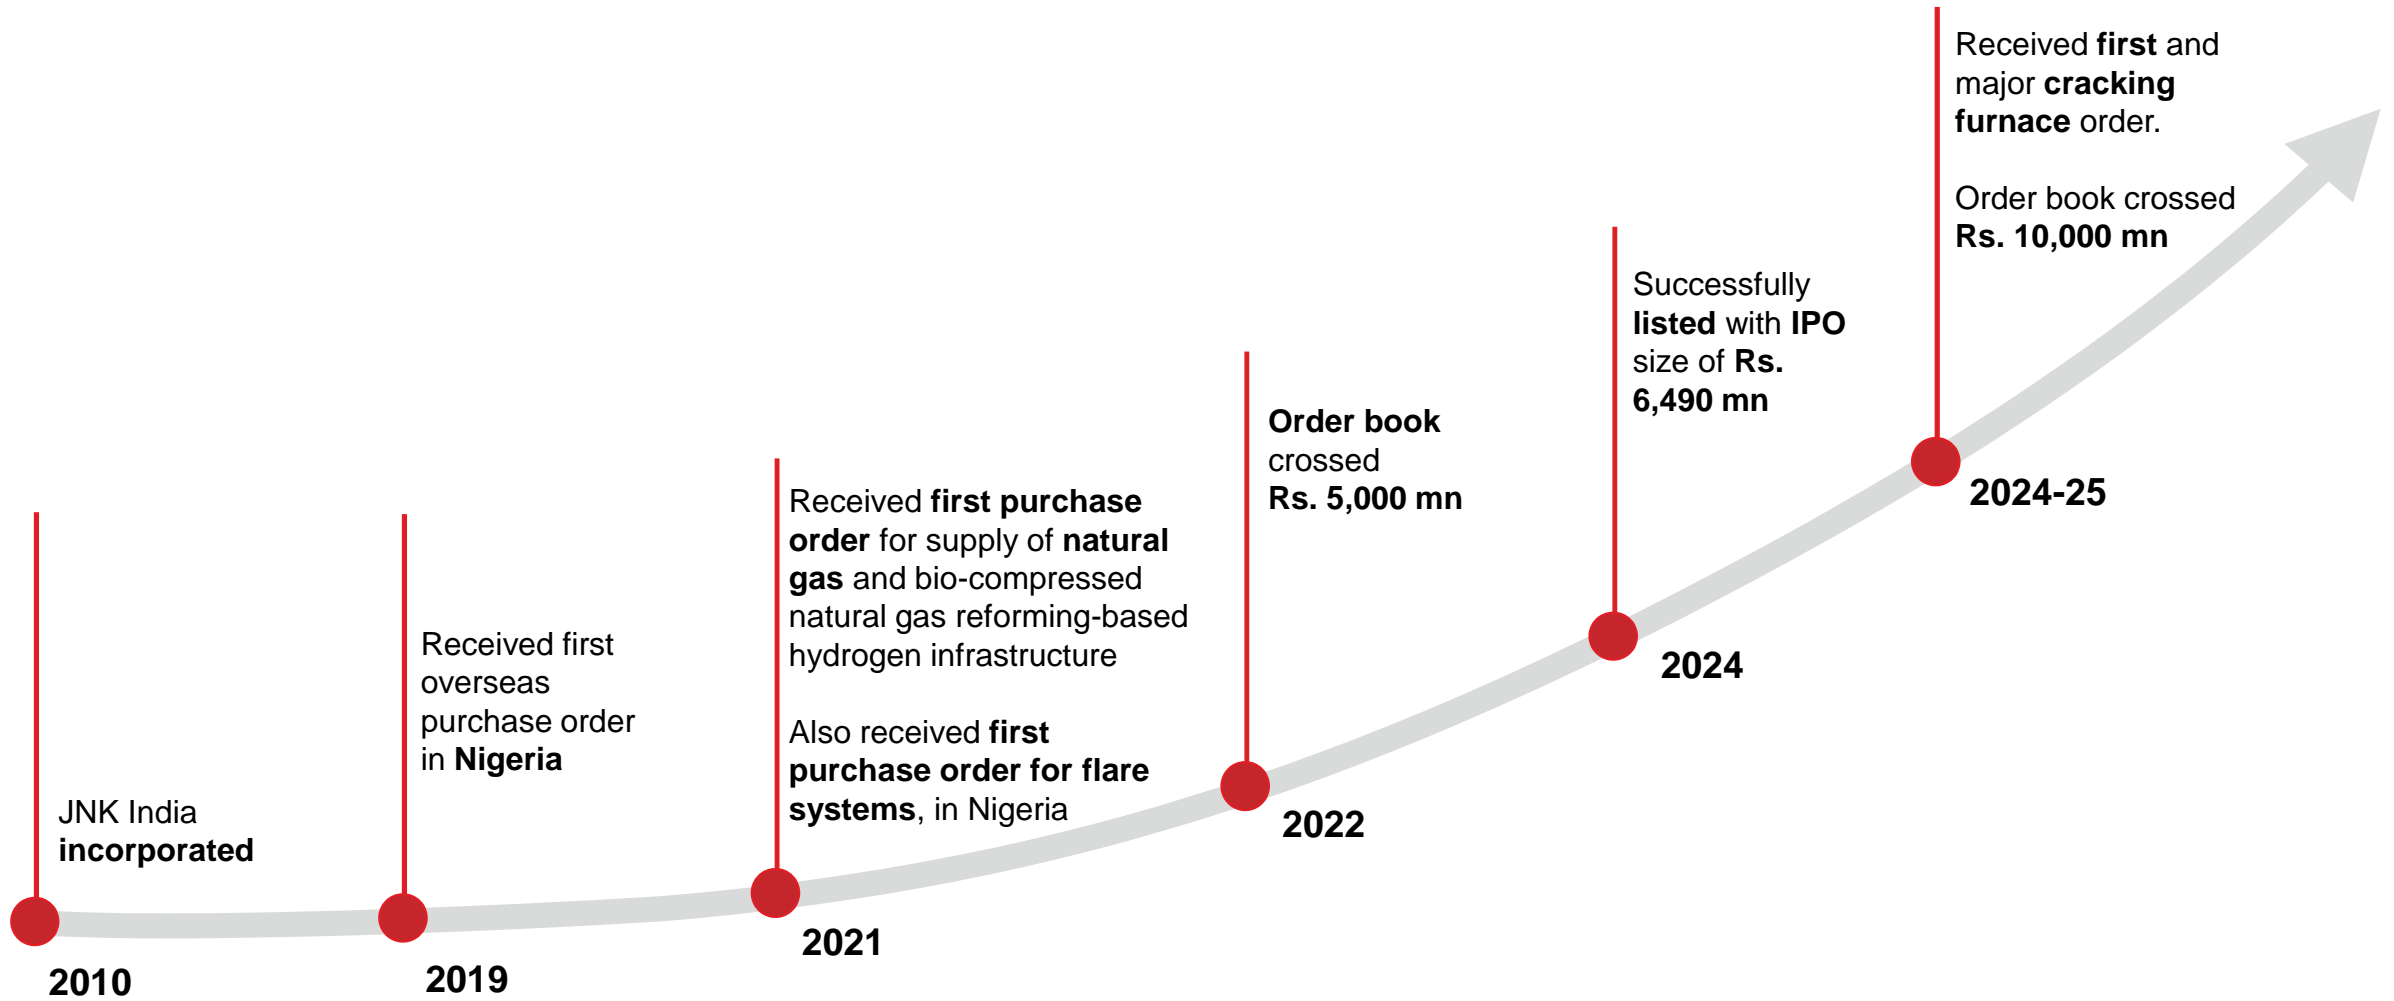 JNK India
incorporated
2010
Received first
overseas
purchase order
in Nigeria
2019
Received first purchase
order for supply of natural
gas and bio-compressed
natural gas reforming-based
hydrogen infrastructure
Also received first
purchase order for flare
systems, in Nigeria
2021
Order book
crossed
Rs. 5,000 mn
2022
Successfully
listed with IPO
size of Rs.
6,490 mn
2024
Received first and
major cracking
furnace order.
Order book crossed
Rs. 10,000 mn
2024-25